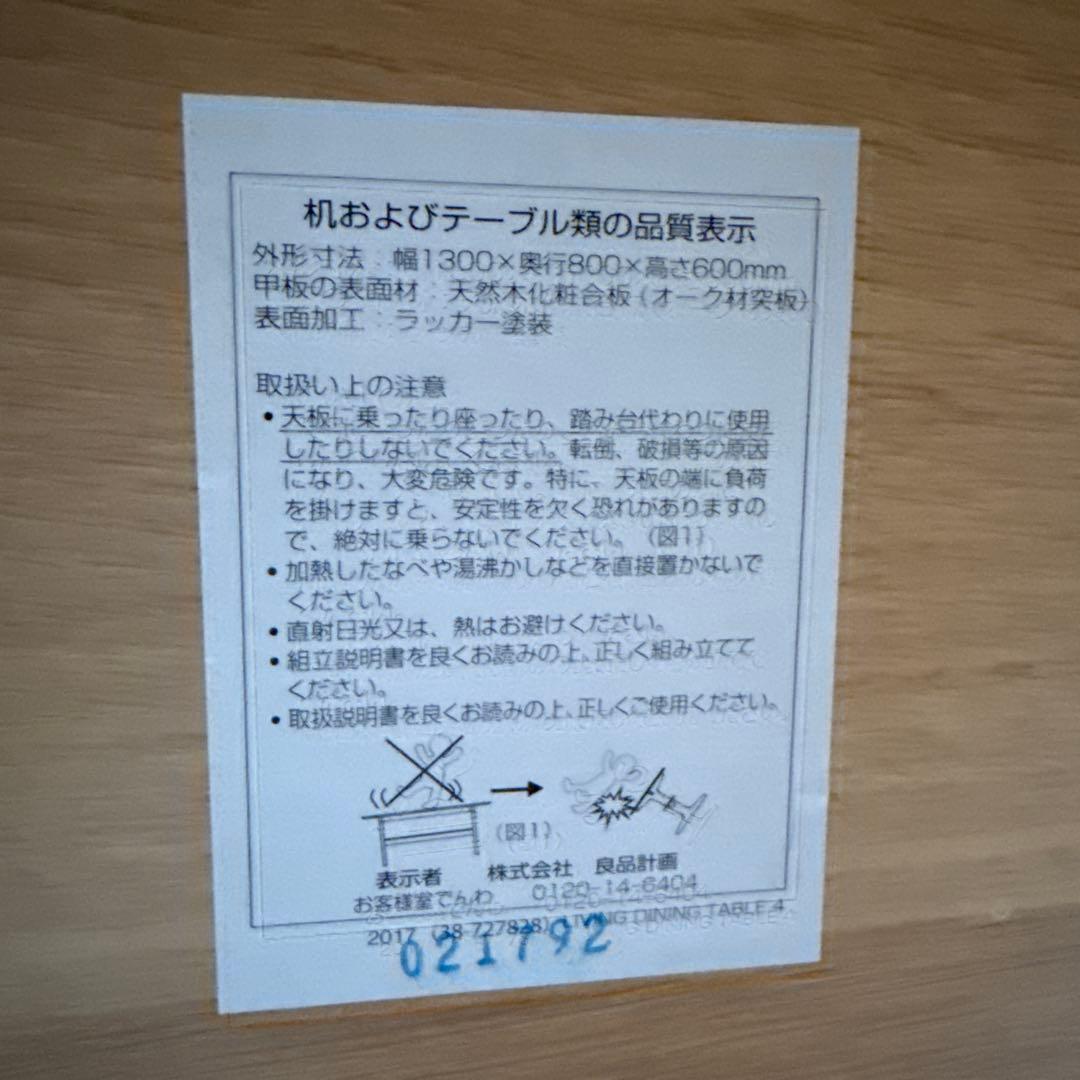 机およびテーブル類の品質表示
外形寸法：幅1300×奥行800×高さ600mm
甲板の表面材：天然木化粧合板(オーク材突板)
表面加工：ラッカー塗装
取扱い上の注意
•天板に乗ったり座ったり、踏み台代わりに使用
したりしないでください。転倒、破損等の原因
になり、大変危険です。特に、天板の端に負荷
を掛けますと、安定性を欠く恐れがありますの
で、絶対に乗らないでください。（図1）
•加熱したなべや湯沸かしなどを直接置かないで
ください。
•直射日光又は、熱はお避けください。
•組立説明書を良くお読みの上、正しく組み立てて
ください。
•取扱説明書を良くお読みの上、正しくご使用ください。
（図1）
表示者 株式会社 良品計画
お客様室でんわ 0120-14-6404
2017 (38-727828) LIVING DINING TABLE 4
021792